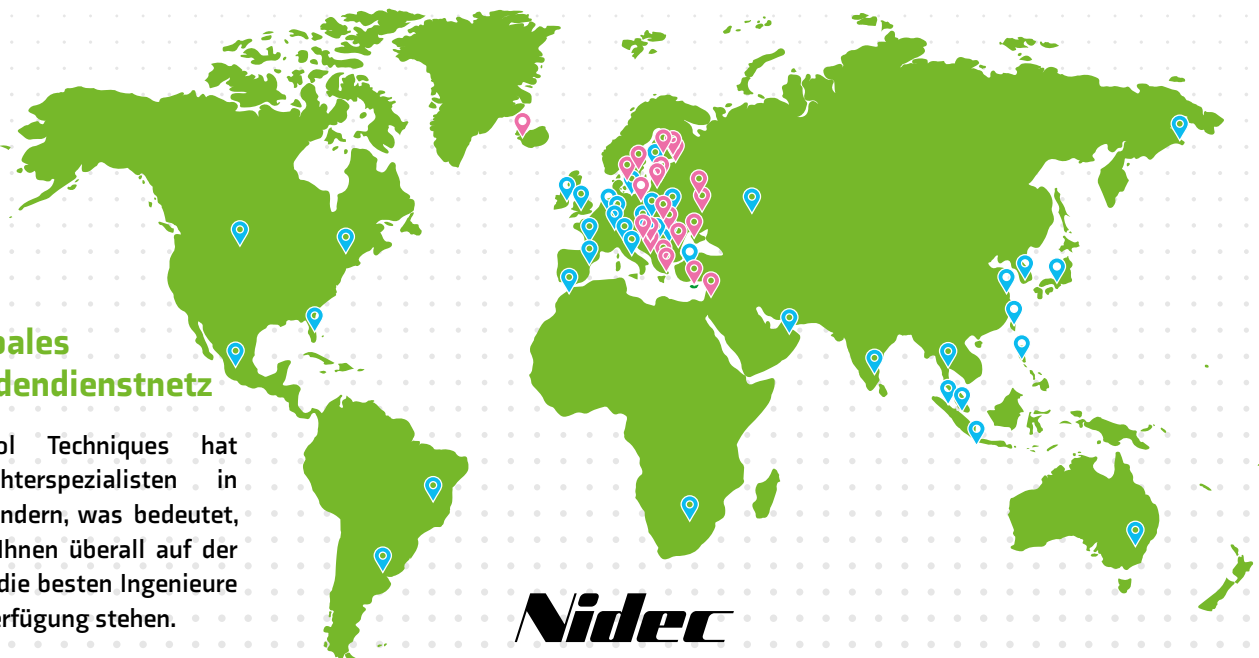 bales
dendienstnetz
ol Techniques hat
hterspezialisten in
ndern, was bedeutet,
Ihnen überall auf der
die besten Ingenieure
erfügung stehen.
Nidec